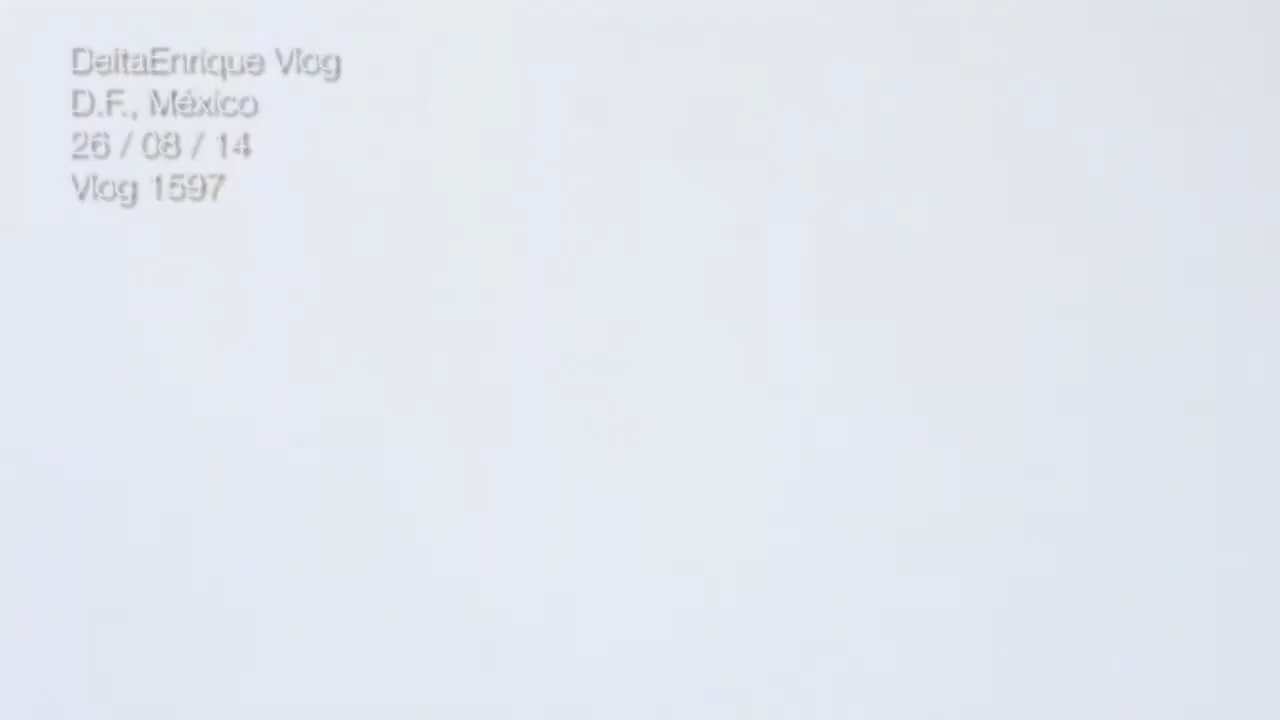 DeltaEnrique Vlog
D.F., México
26 / 08 / 14
Vlog 1597